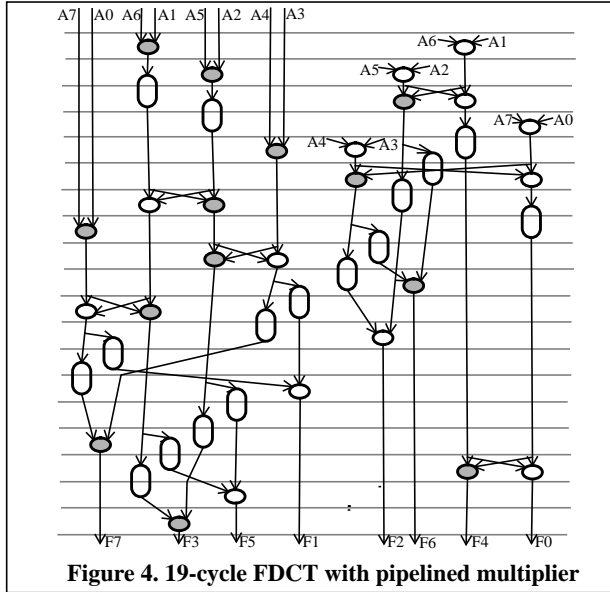 A7 A0 A6 A1 A5 A2 A4 A3
A6 A1
A5 A2
A7 A0
A4 A3
F7 F3 F5 F1 F2 F6 F4 F0
Figure 4. 19-cycle FDCT with pipelined multiplier